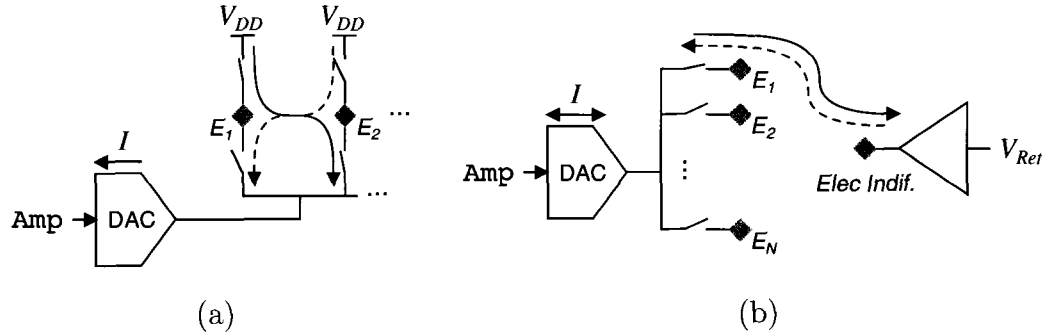 V_DD V_DD
E_1 E_2 ...
I
Amp DAC
...
(a)
E_1
I
E_2
Amp DAC
⋮
Elec Indif.
V_Ret
E_N
(b)